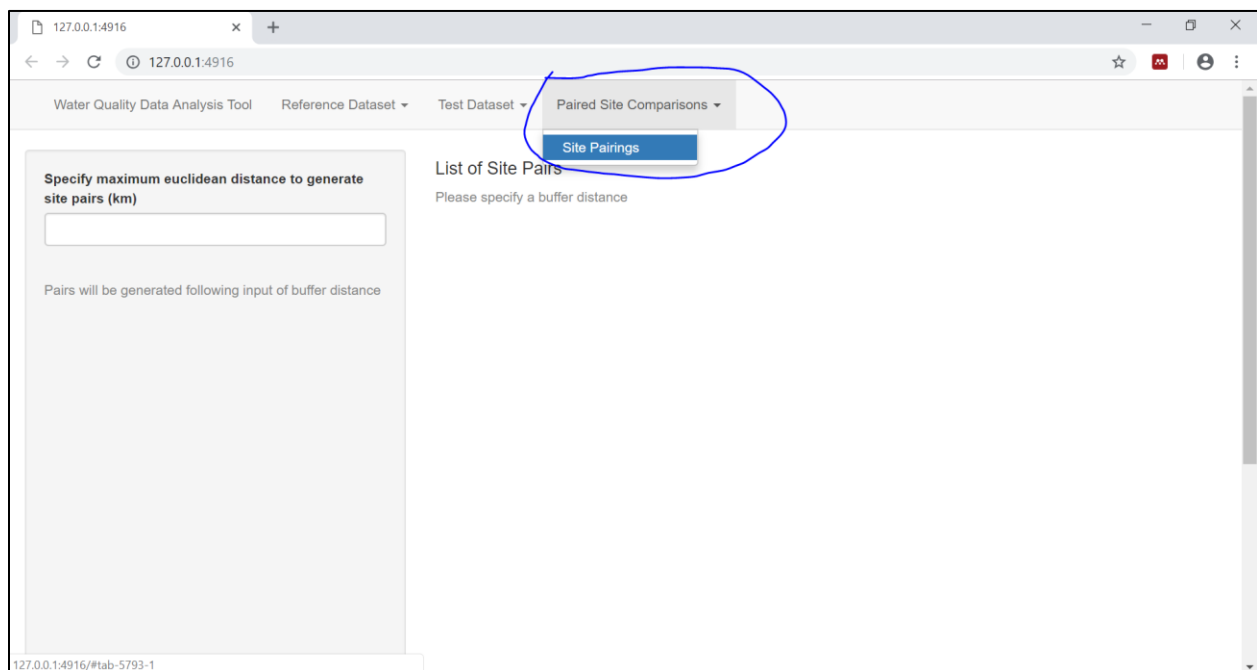 127.0.0.1:4916
127.0.0.1:4916
Water Quality Data Analysis Tool Reference Dataset Test Dataset Paired Site Comparisons
Site Pairings
Specify maximum euclidean distance to generate
site pairs (km)
Pairs will be generated following input of buffer distance
List of Site Pairs
Please specify a buffer distance
127.0.0.1:4916/#tab-5793-1